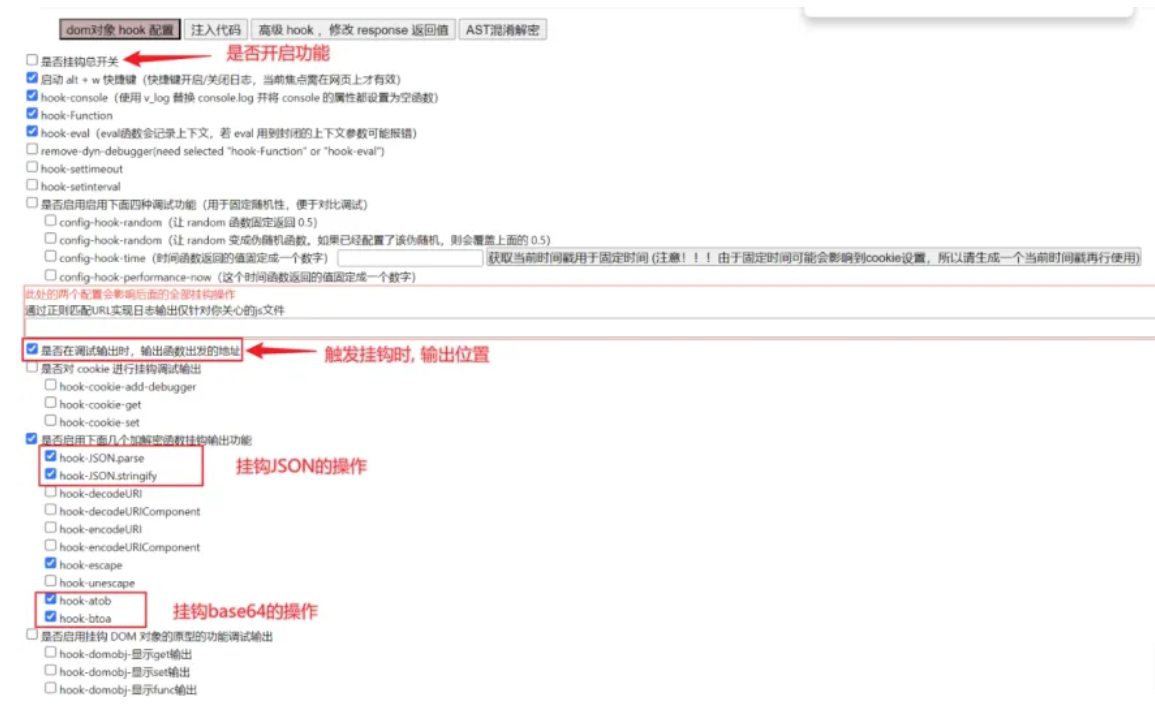 dom对象 hook 配置 注入代码 高级 hook ，修改 response 返回值 AST混淆解密
是否挂钩总开关 是否开启功能
启动 alt + w 快捷键（快捷键开启/关闭日志，当前焦点需在网页上才有效）
hook-console（使用 v_log 替换 console.log 并将 console 的属性都设置为空函数）
hook-Function
hook-eval（eval函数会记录上下文，若 eval 用到封闭的上下文参数可能报错）
remove-dyn-debugger(need selected "hook-Function" or "hook-eval")
hook-settimeout
hook-setinterval
是否启用启用下面四种调试功能（用于固定随机性，便于对比调试）
config-hook-random（让 random 函数固定返回 0.5）
config-hook-random（让 random 变成伪随机函数。如果已经配置了该伪随机，则会覆盖上面的 0.5）
config-hook-time（时间函数返回的值固定成一个数字） 获取当前时间戳用于固定时间 (注意！！！由于固定时间可能会影响到cookie设置，所以请生成一个当前时间戳再行使用)
config-hook-performance-now（这个时间函数返回的值固定成一个数字）
此处的两个配置会影响后面的全部挂钩操作
通过正则匹配URL实现日志输出仅针对你关心的js文件
是否在调试输出时，输出函数出发的地址 触发挂钩时, 输出位置
是否对 cookie 进行挂钩调试输出
hook-cookie-add-debugger
hook-cookie-get
hook-cookie-set
是否启用下面几个加解密函数挂钩输出功能
hook-JSON.parse
挂钩JSON的操作
hook-JSON.stringify
hook-decodeURI
hook-decodeURIComponent
hook-encodeURI
hook-encodeURIComponent
hook-escape
hook-unescape
hook-atob
挂钩base64的操作
hook-btoa
是否启用挂钩 DOM 对象的原型的功能调试输出
hook-domobj-显示get输出
hook-domobj-显示set输出
hook-domobj-显示func输出